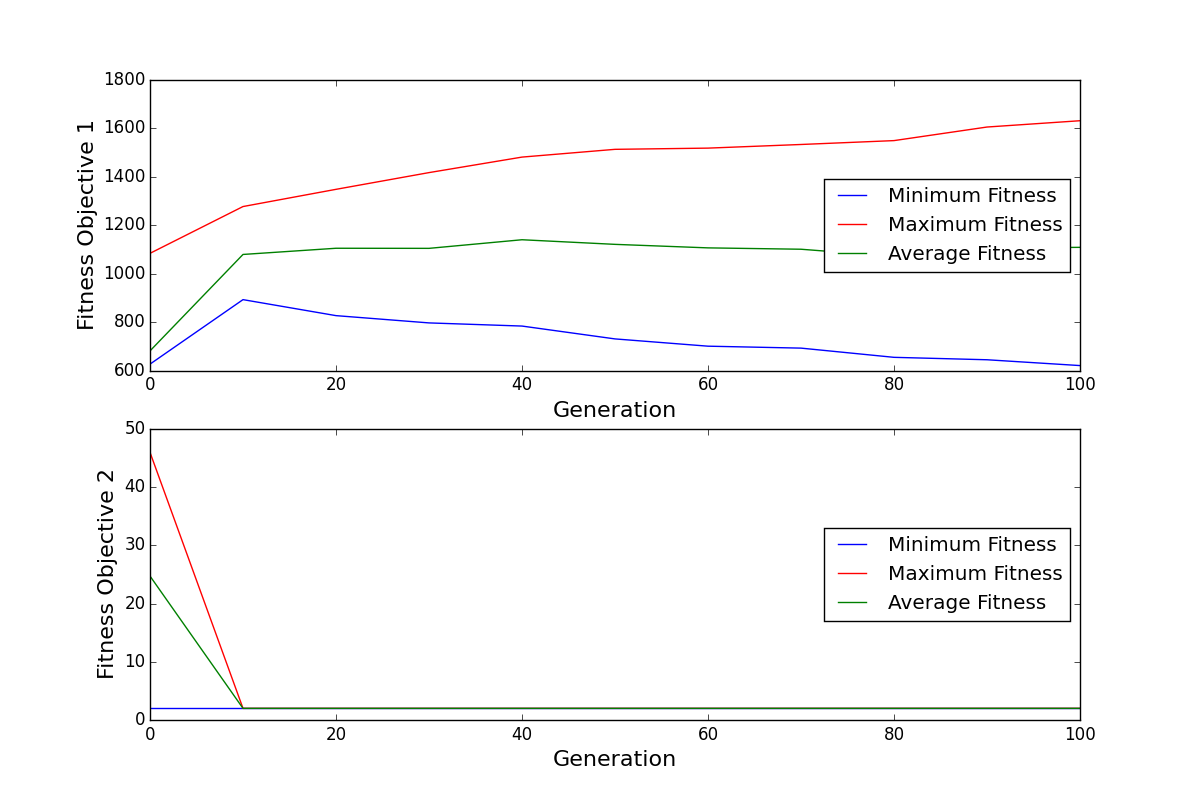 1800
1600
1400
1200
1000
800
600
Fitness Objective 1
Minimum Fitness
Maximum Fitness
Average Fitness
0 20 40 60 80 100
Generation
50
40
30
20
10
0
Fitness Objective 2
Minimum Fitness
Maximum Fitness
Average Fitness
0 20 40 60 80 100
Generation